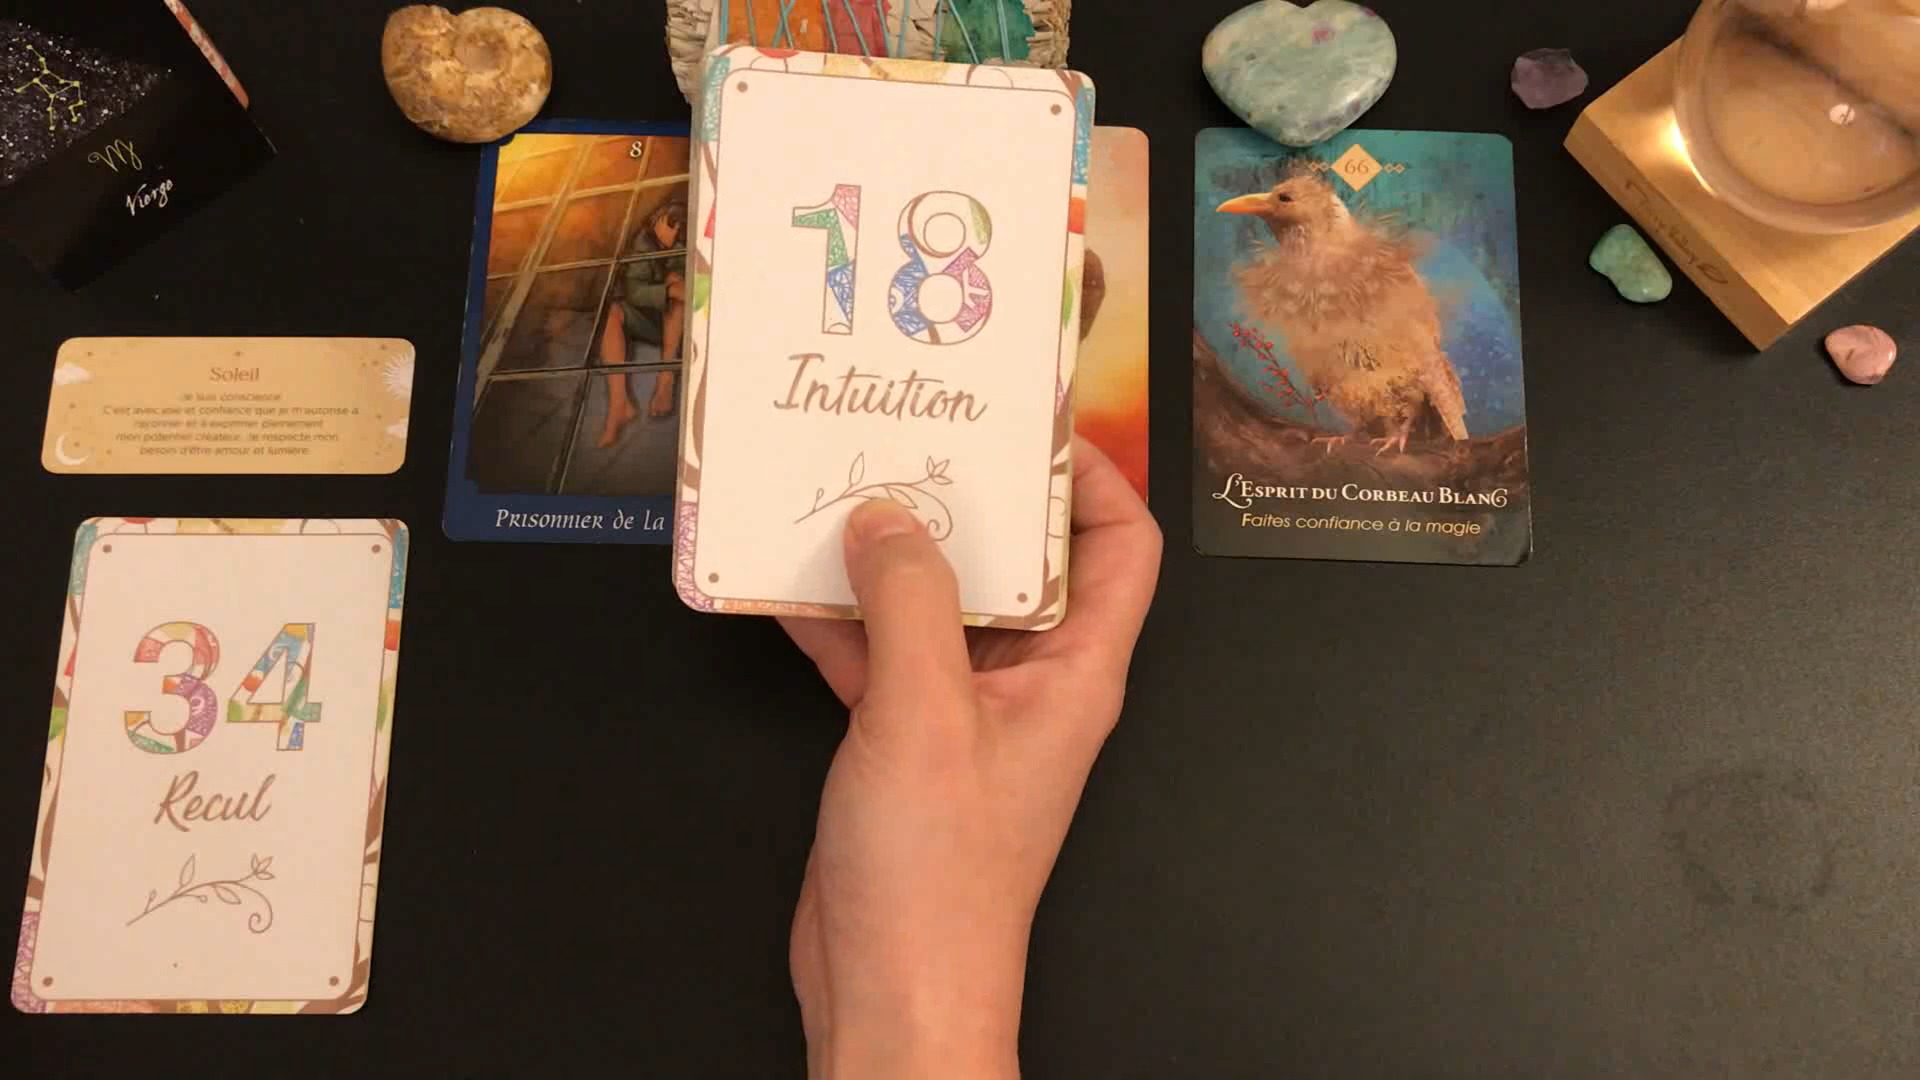 ♍
Vierge
Soleil
Je suis conscience
C'est avec joie et confiance que je m'autorise à
rayonner et à exprimer pleinement
mon potentiel créateur. Je respecte mon
besoin d'être amour et lumière.
34
Recul
8
Prisonnier de la
18
Intuition
66
L'Esprit du Corbeau Blanc
Faites confiance à la magie